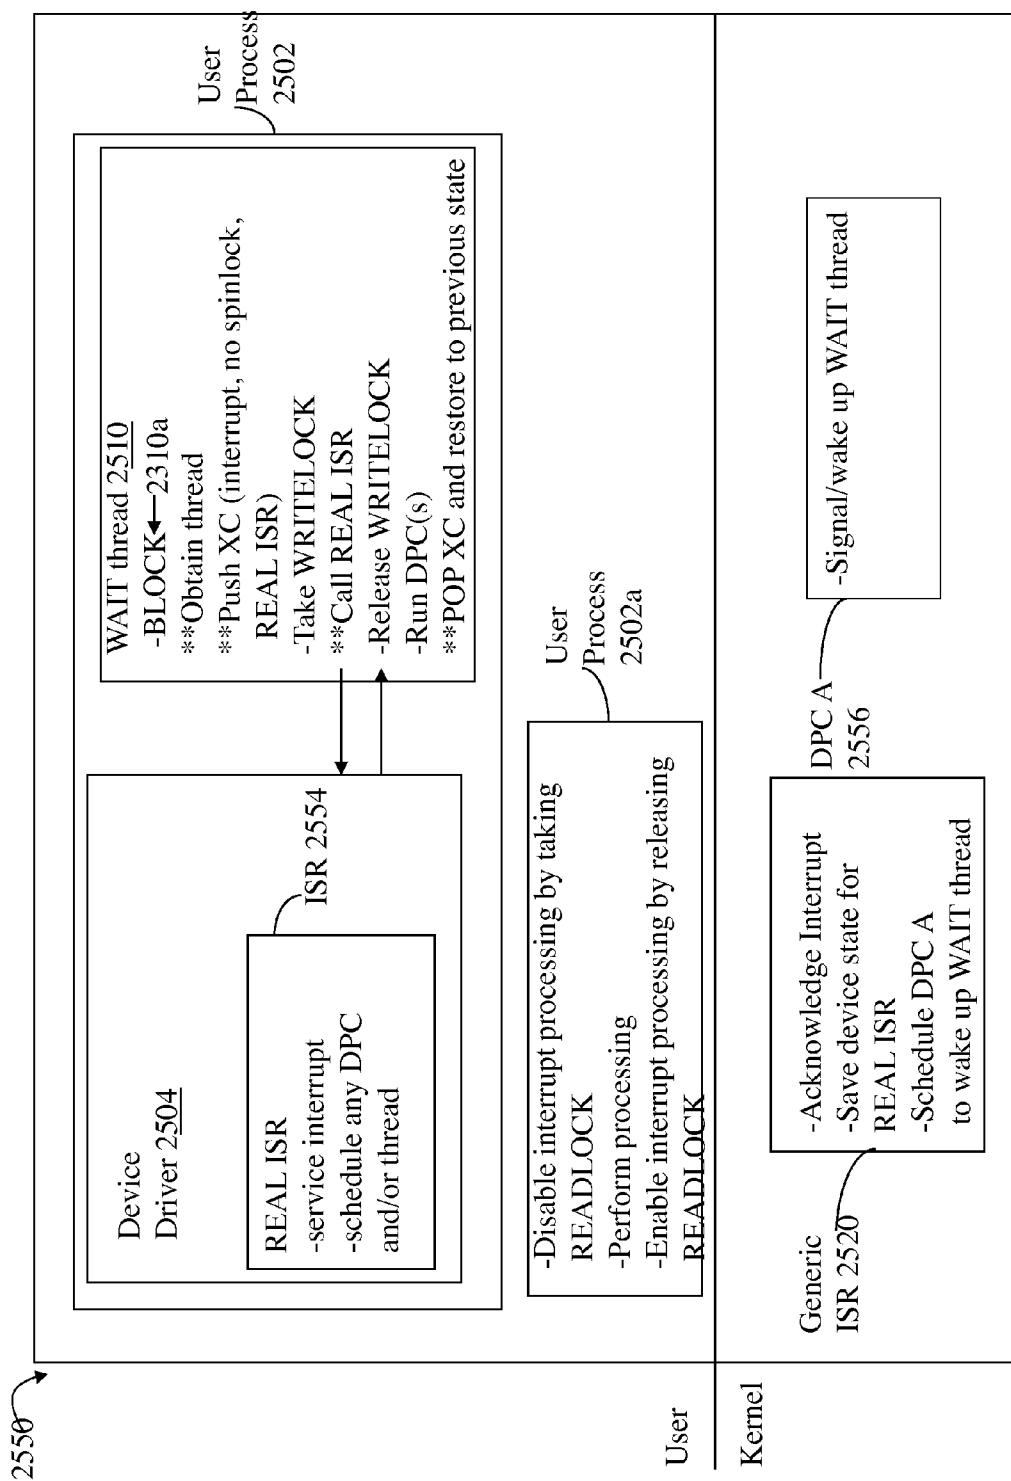 2550
User
Process
2502
Device
Driver 2504
REAL ISR
-service interrupt
-schedule any DPC
and/or thread
ISR 2554
WAIT thread 2510
-BLOCK
2310a
**Obtain thread
**Push XC (interrupt, no spinlock,
REAL ISR)
-Take WRITELOCK
**Call REAL ISR
-Release WRITELOCK
-Run DPC(s)
**POP XC and restore to previous state
-Disable interrupt processing by taking
READLOCK
-Perform processing
-Enable interrupt processing by releasing
READLOCK
User
Process
2502a
User
Kernel
Generic
ISR 2520
-Acknowledge Interrupt
-Save device state for
REAL ISR
-Schedule DPC A
to wake up WAIT thread
DPC A
2556
-Signal/wake up WAIT thread